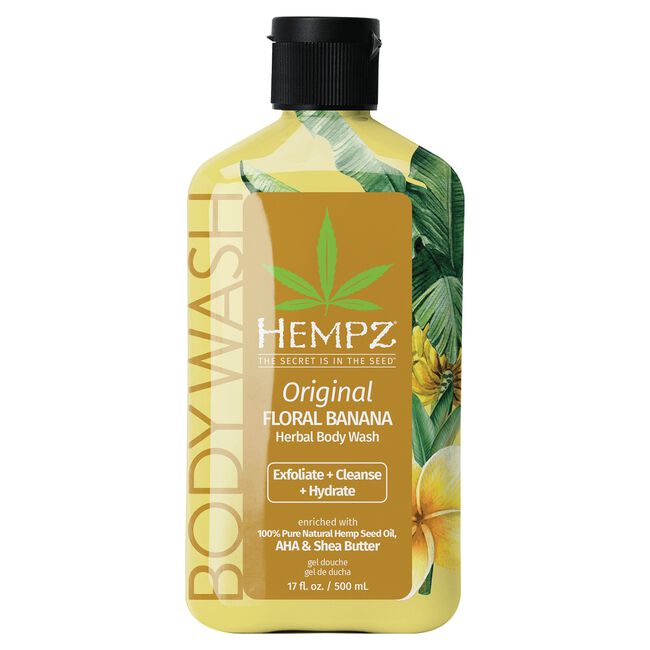 BODY WASH
HEMPZ®
THE SECRET IS IN THE SEED™
Original
FLORAL BANANA
Herbal Body Wash
Exfoliate + Cleanse
+ Hydrate
enriched with
100% Pure Natural Hemp Seed Oil,
AHA & Shea Butter
gel douche
gel de ducha
17 fl. oz. / 500 mL